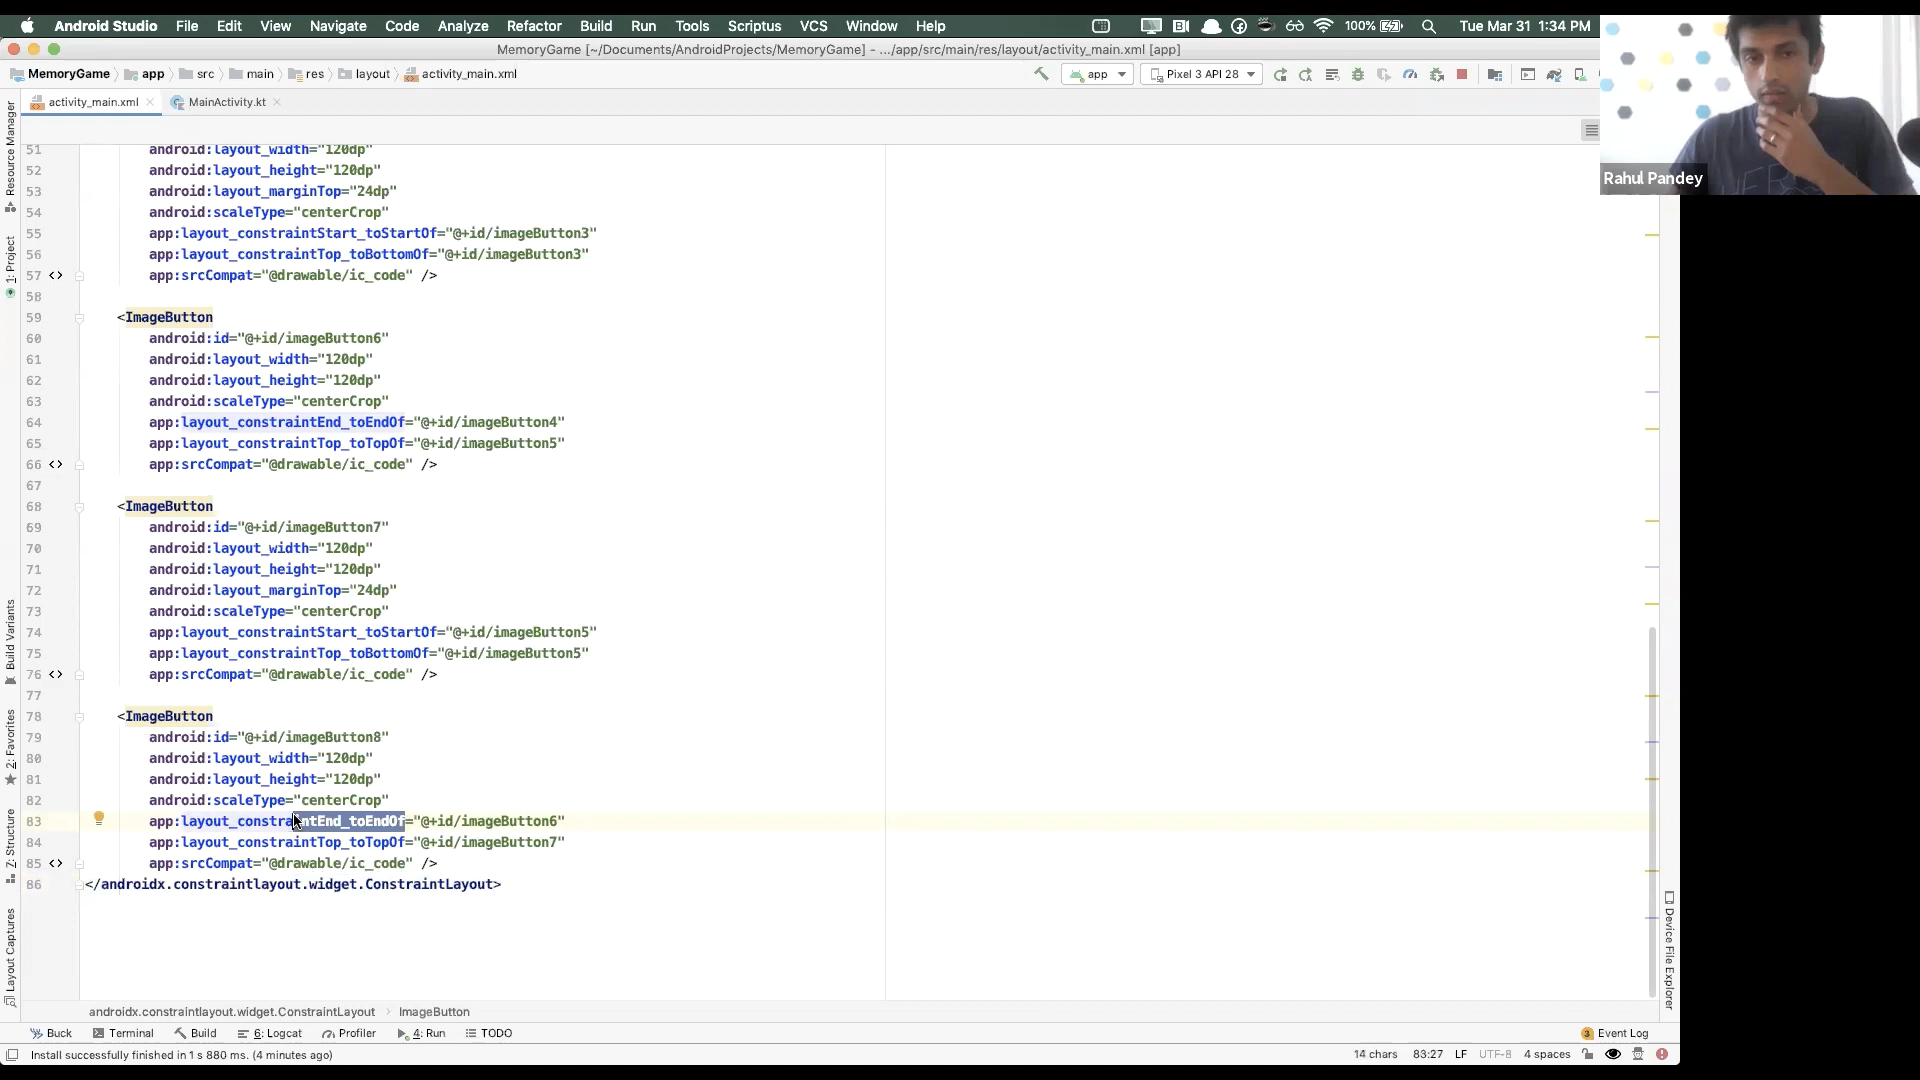 Android Studio File Edit View Navigate Code Analyze Refactor Build Run Tools Scriptus VCS Window Help 100% Tue Mar 31 1:34 PM
MemoryGame [~/Documents/AndroidProjects/MemoryGame] - .../app/src/main/res/layout/activity_main.xml [app]
MemoryGame app src main res layout activity_main.xml app Pixel 3 API 28
activity_main.xml MainActivity.kt
Rahul Pandey
Resource Manager
1: Project
Build Variants
2: Favorites
7: Structure
Layout Captures
51 android:layout_width="120dp"
52 android:layout_height="120dp"
53 android:layout_marginTop="24dp"
54 android:scaleType="centerCrop"
55 app:layout_constraintStart_toStartOf="@+id/imageButton3"
56 app:layout_constraintTop_toBottomOf="@+id/imageButton3"
57 app:srcCompat="@drawable/ic_code" />
58
59 <ImageButton
60 android:id="@+id/imageButton6"
61 android:layout_width="120dp"
62 android:layout_height="120dp"
63 android:scaleType="centerCrop"
64 app:layout_constraintEnd_toEndOf="@+id/imageButton4"
65 app:layout_constraintTop_toTopOf="@+id/imageButton5"
66 app:srcCompat="@drawable/ic_code" />
67
68 <ImageButton
69 android:id="@+id/imageButton7"
70 android:layout_width="120dp"
71 android:layout_height="120dp"
72 android:layout_marginTop="24dp"
73 android:scaleType="centerCrop"
74 app:layout_constraintStart_toStartOf="@+id/imageButton5"
75 app:layout_constraintTop_toBottomOf="@+id/imageButton5"
76 app:srcCompat="@drawable/ic_code" />
77
78 <ImageButton
79 android:id="@+id/imageButton8"
80 android:layout_width="120dp"
81 android:layout_height="120dp"
82 android:scaleType="centerCrop"
83 app:layout_constraintEnd_toEndOf="@+id/imageButton6"
84 app:layout_constraintTop_toTopOf="@+id/imageButton7"
85 app:srcCompat="@drawable/ic_code" />
86 </androidx.constraintlayout.widget.ConstraintLayout>
Device File Explorer
androidx.constraintlayout.widget.ConstraintLayout ImageButton
Buck Terminal Build 6: Logcat Profiler 4: Run TODO 3 Event Log
Install successfully finished in 1 s 880 ms. (4 minutes ago) 14 chars 83:27 LF UTF-8 4 spaces